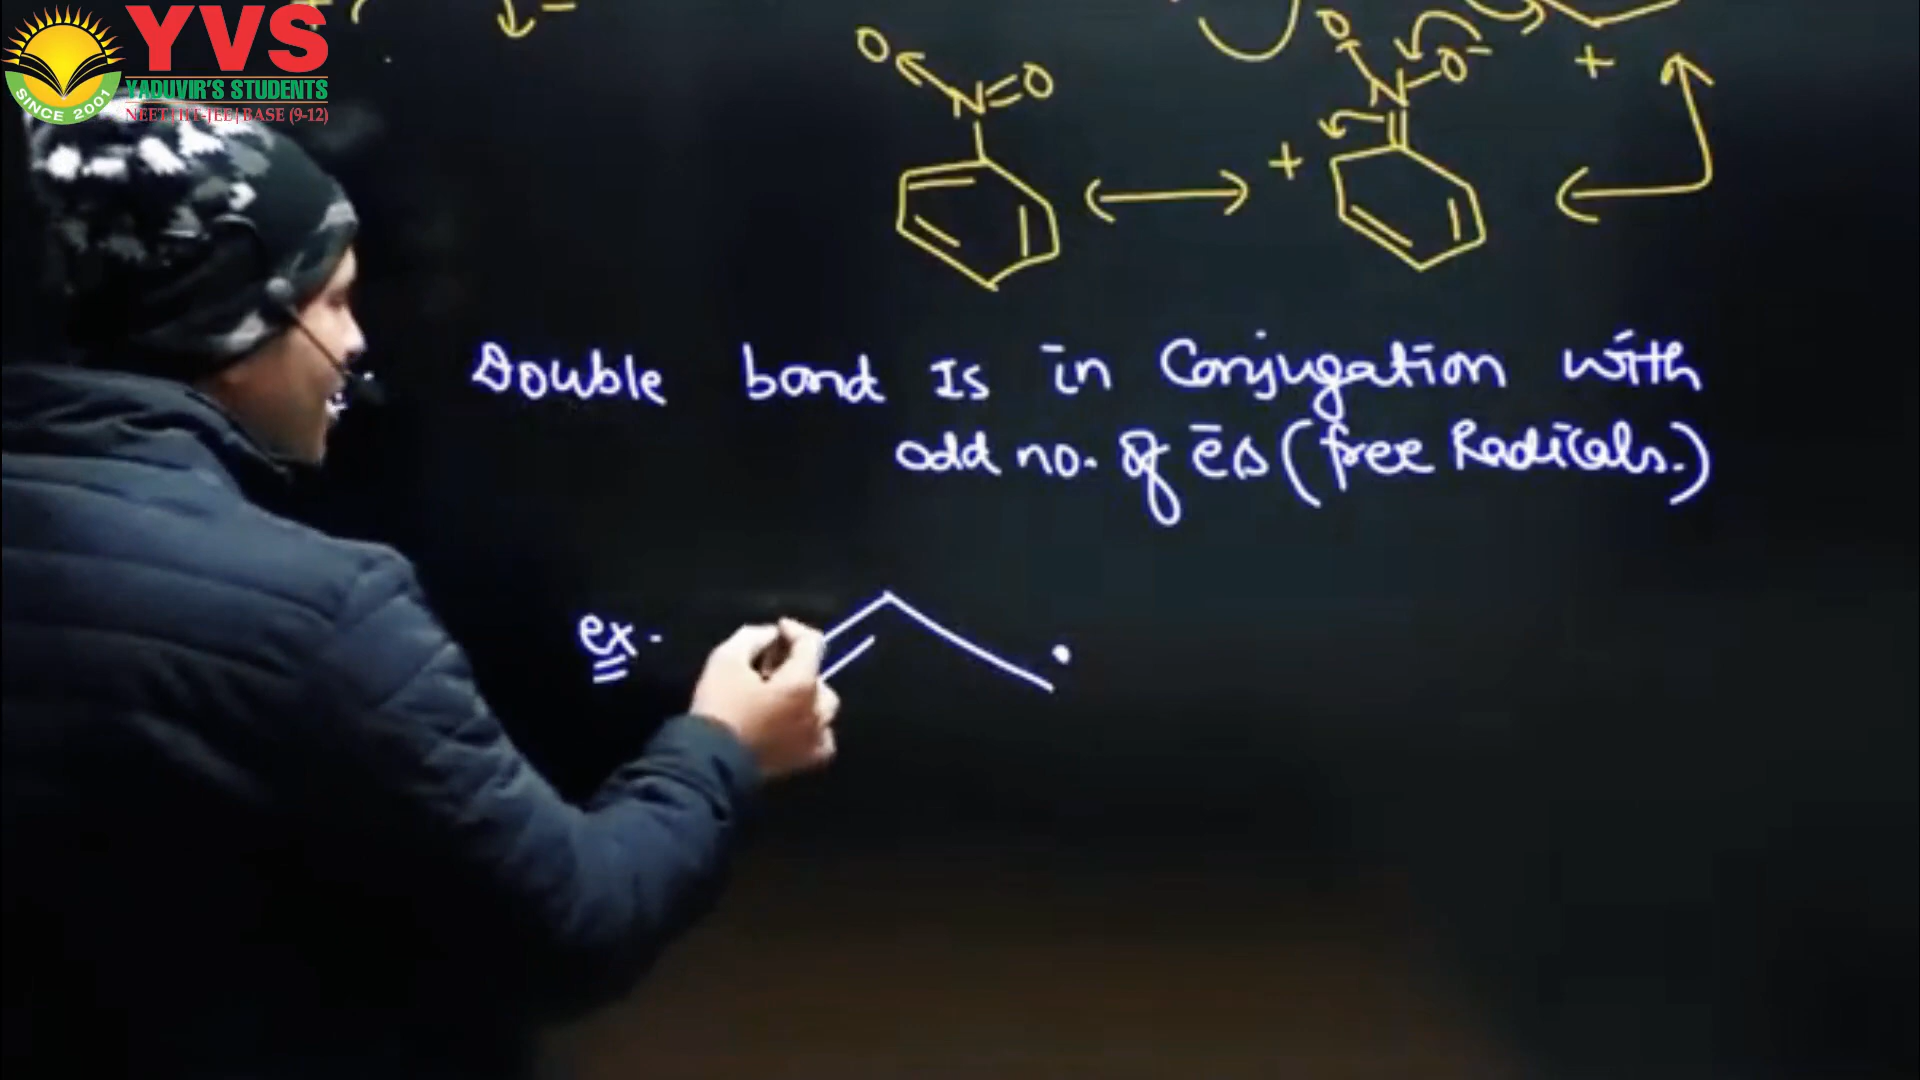 YVS
YADUVIR'S STUDENTS
NEET | IIT-JEE | BASE (9-12)
SINCE 2001
O N = O
O N - O -
+
+
Double bond Is in Conjugation with
odd no. of ēs (free Radicals.)
ex.